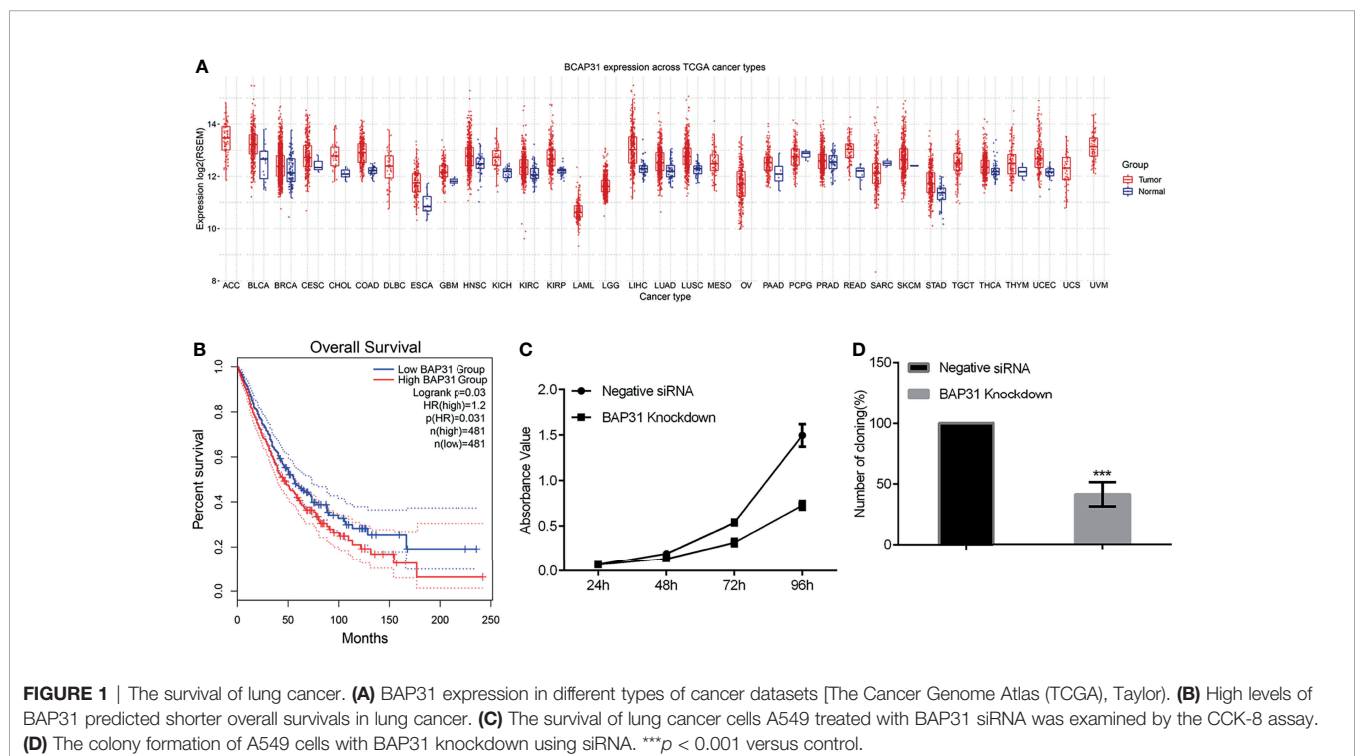 A
BCAP31 expression across TCGA cancer types
Expression log2(RSEM)
14
12
10
8
ACC BLCA BRCA CESC CHOL COAD DLBC ESCA GBM HNSC KICH KIRC KIRP LAML LGG LIHC LUAD LUSC MESO OV PAAD PCPG PRAD READ SARC SKCM STAD TGCT THCA THYM UCEC UCS UVM
Cancer type
Group
Tumor
Normal
B
Overall Survival
Low BAP31 Group
High BAP31 Group
Logrank p=0.03
HR(high)=1.2
p(HR)=0.031
n(high)=481
n(low)=481
Percent survival
1.0
0.8
0.6
0.4
0.2
0.0
0 50 100 150 200 250
Months
C
Negative siRNA
BAP31 Knockdown
Absorbance Value
2.0
1.5
1.0
0.5
0.0
24h 48h 72h 96h
D
Negative siRNA
BAP31 Knockdown
Number of cloning(%)
150
100
50
0
***
FIGURE 1 | The survival of lung cancer. (A) BAP31 expression in different types of cancer datasets [The Cancer Genome Atlas (TCGA), Taylor). (B) High levels of
BAP31 predicted shorter overall survivals in lung cancer. (C) The survival of lung cancer cells A549 treated with BAP31 siRNA was examined by the CCK-8 assay.
(D) The colony formation of A549 cells with BAP31 knockdown using siRNA. ***p < 0.001 versus control.